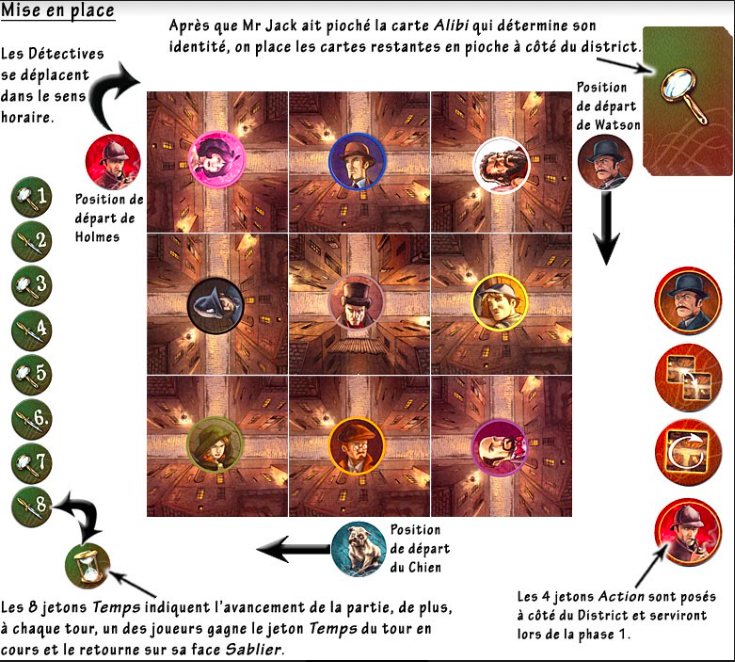 Mise en place
Après que Mr Jack ait pioché la carte Alibi qui détermine son
identité, on place les cartes restantes en pioche à côté du district.
Les Détectives
se déplacent
dans le sens
horaire.
Position
de départ
de Watson
Position de
départ de
Holmes
1
2
3
4
5
6.
7
8
Position
de départ
du Chien
Les 8 jetons Temps indiquent l'avancement de la partie, de plus,
à chaque tour, un des joueurs gagne le jeton Temps du tour en
cours et le retourne sur sa face Sablier.
Les 4 jetons Action sont posés
à côté du District et serviront
lors de la phase 1.